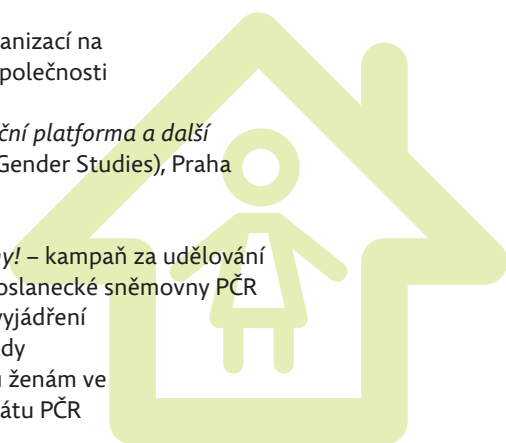 anizací na
polečnosti
ční platforma a další
Gender Studies), Praha
y! – kampaň za udělování
oslanecké sněmovny PČR
vyjádření
dy
ženám ve
átu PČR